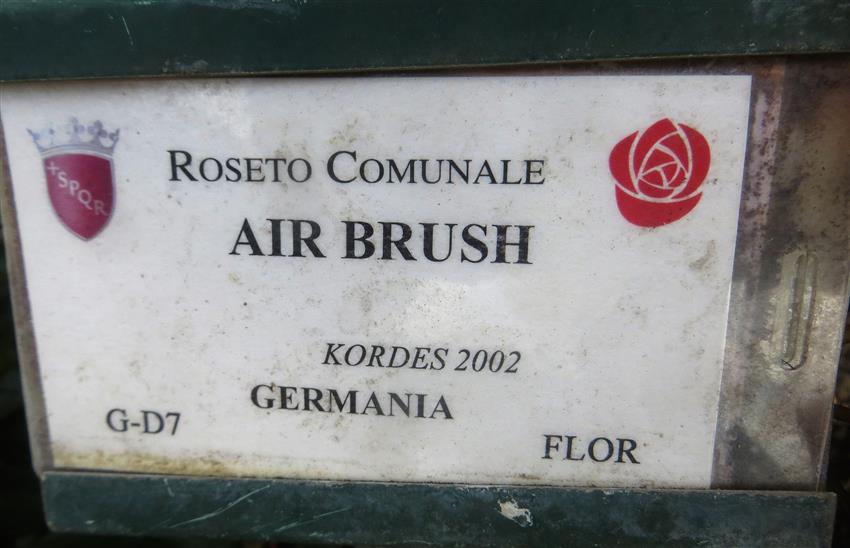 +SPQR
ROSETO COMUNALE
AIR BRUSH
KORDES 2002
GERMANIA
G-D7
FLOR